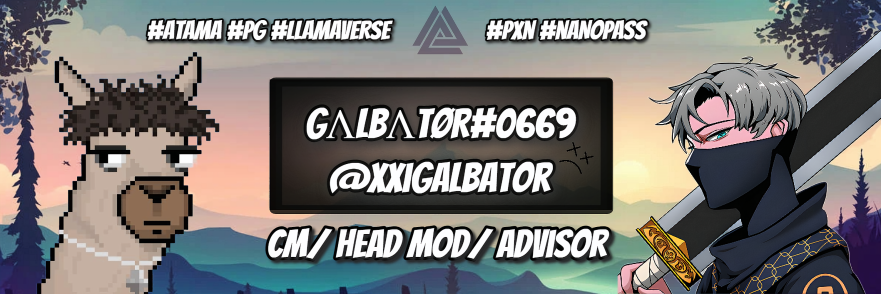 #ATAMA #PG #LLAMAVERSE
#PXN #NANOPASS
GΛLBΛTØR#0669
@XXIGALBATOR
CM/ HEAD MOD/ ADVISOR